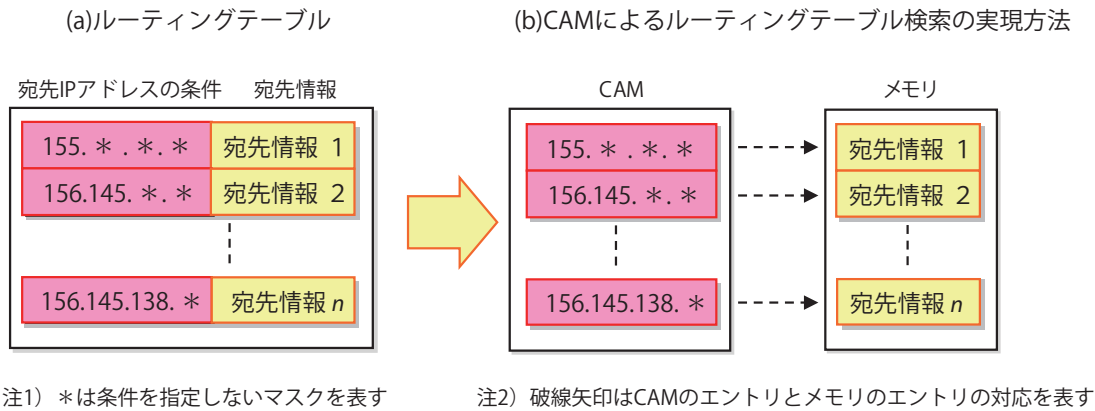 (a)ルーティングテーブル
(b)CAMによるルーティングテーブル検索の実現方法
宛先IPアドレスの条件 宛先情報
155.＊.＊.＊ 宛先情報 1
156.145.＊.＊ 宛先情報 2
156.145.138.＊ 宛先情報 n
CAM メモリ
155.＊.＊.＊ 宛先情報 1
156.145.＊.＊ 宛先情報 2
156.145.138.＊ 宛先情報 n
注1）＊は条件を指定しないマスクを表す
注2）破線矢印はCAMのエントリとメモリのエントリの対応を表す